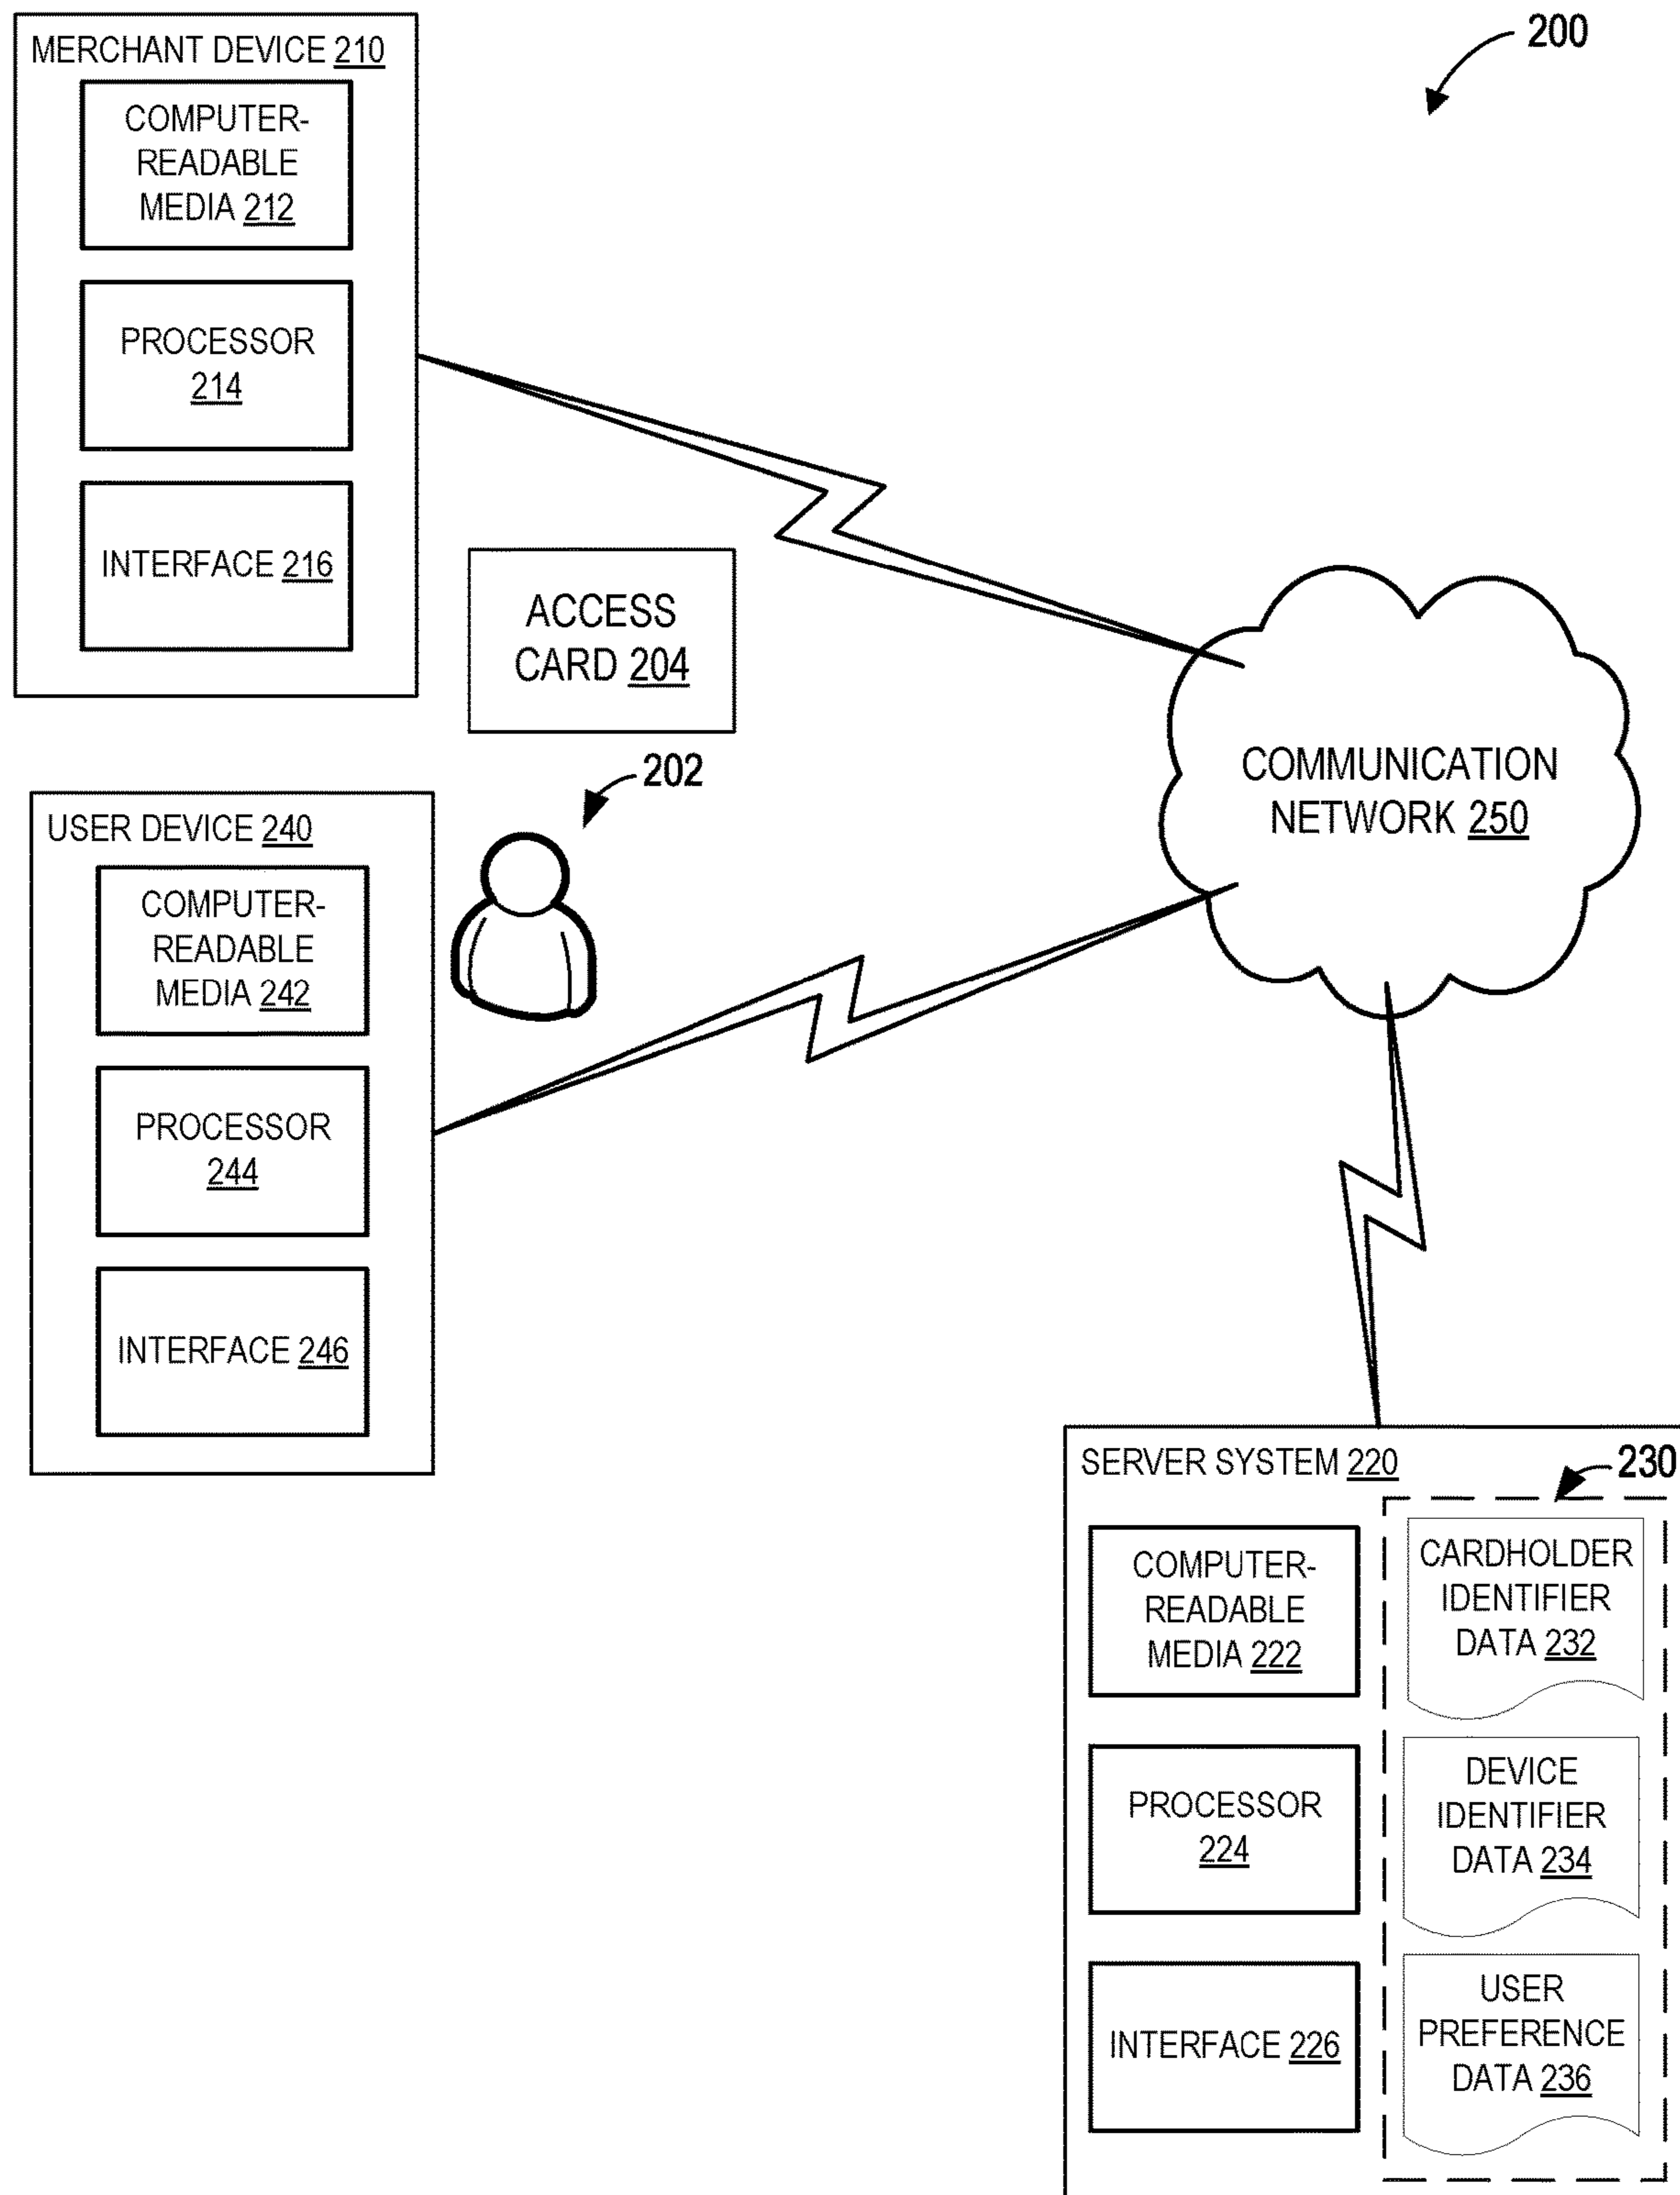 200
MERCHANT DEVICE 210
COMPUTER-
READABLE
MEDIA 212
PROCESSOR
214
INTERFACE 216
ACCESS
CARD 204
202
USER DEVICE 240
COMPUTER-
READABLE
MEDIA 242
PROCESSOR
244
INTERFACE 246
COMMUNICATION
NETWORK 250
SERVER SYSTEM 220
230
COMPUTER-
READABLE
MEDIA 222
PROCESSOR
224
INTERFACE 226
CARDHOLDER
IDENTIFIER
DATA 232
DEVICE
IDENTIFIER
DATA 234
USER
PREFERENCE
DATA 236